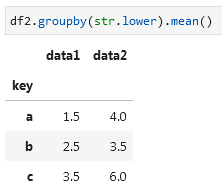 df2.groupby(str.lower).mean()
data1 data2
key
a 1.5 4.0
b 2.5 3.5
c 3.5 6.0